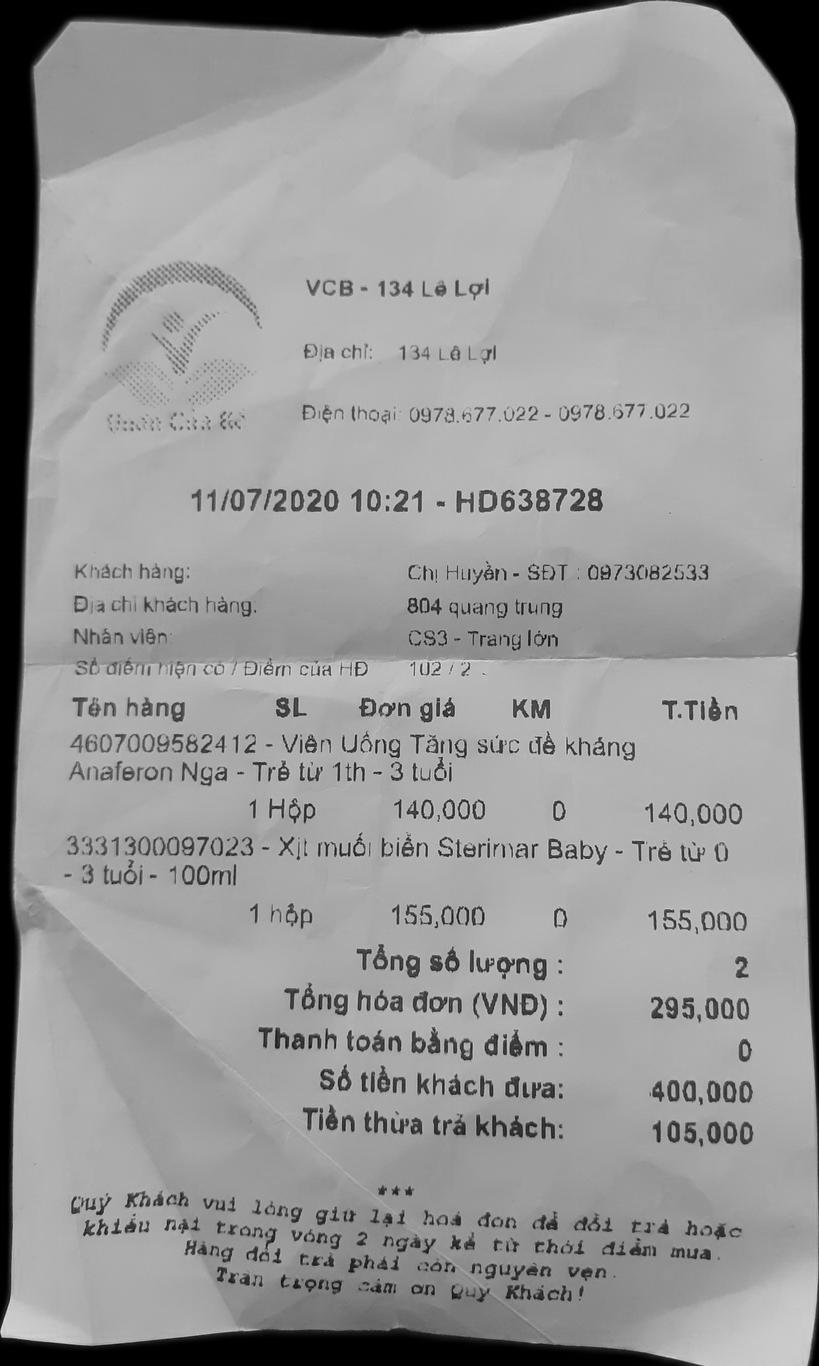 VCB - 134 Lê Lợi
Địa chỉ: 134 Lê Lợi
Của Bé
Điện thoại: 0978.677.022 - 0978.677.022
11/07/2020 10:21 - HD638728
Khách hàng: Chị Huyền - SĐT : 0973082533
Địa chỉ khách hàng: 804 quang trung
Nhân viên: CS3 - Trang lớn
Số điểm hiện có / Điểm của HĐ 102 / 2 .
Tên hàng SL Đơn giá KM T.Tiền
4607009582412 - Viên Uống Tăng sức đề kháng
Anaferon Nga - Trẻ từ 1th - 3 tuổi
1 Hộp 140,000 0 140,000
3331300097023 - Xịt muối biển Sterimar Baby - Trẻ từ 0
- 3 tuổi - 100ml
1 hộp 155,000 0 155,000
Tổng số lượng : 2
Tổng hóa đơn (VNĐ) : 295,000
Thanh toán bằng điểm : 0
Số tiền khách đưa: 400,000
Tiền thừa trả khách: 105,000
***
Quý Khách vui lòng giữ lại hoá đơn để đổi trả hoặc
khiếu nại trong vòng 2 ngày kể từ thời điểm mua.
Hàng đổi trả phải còn nguyên vẹn.
Trân trọng cảm ơn Quý Khách!